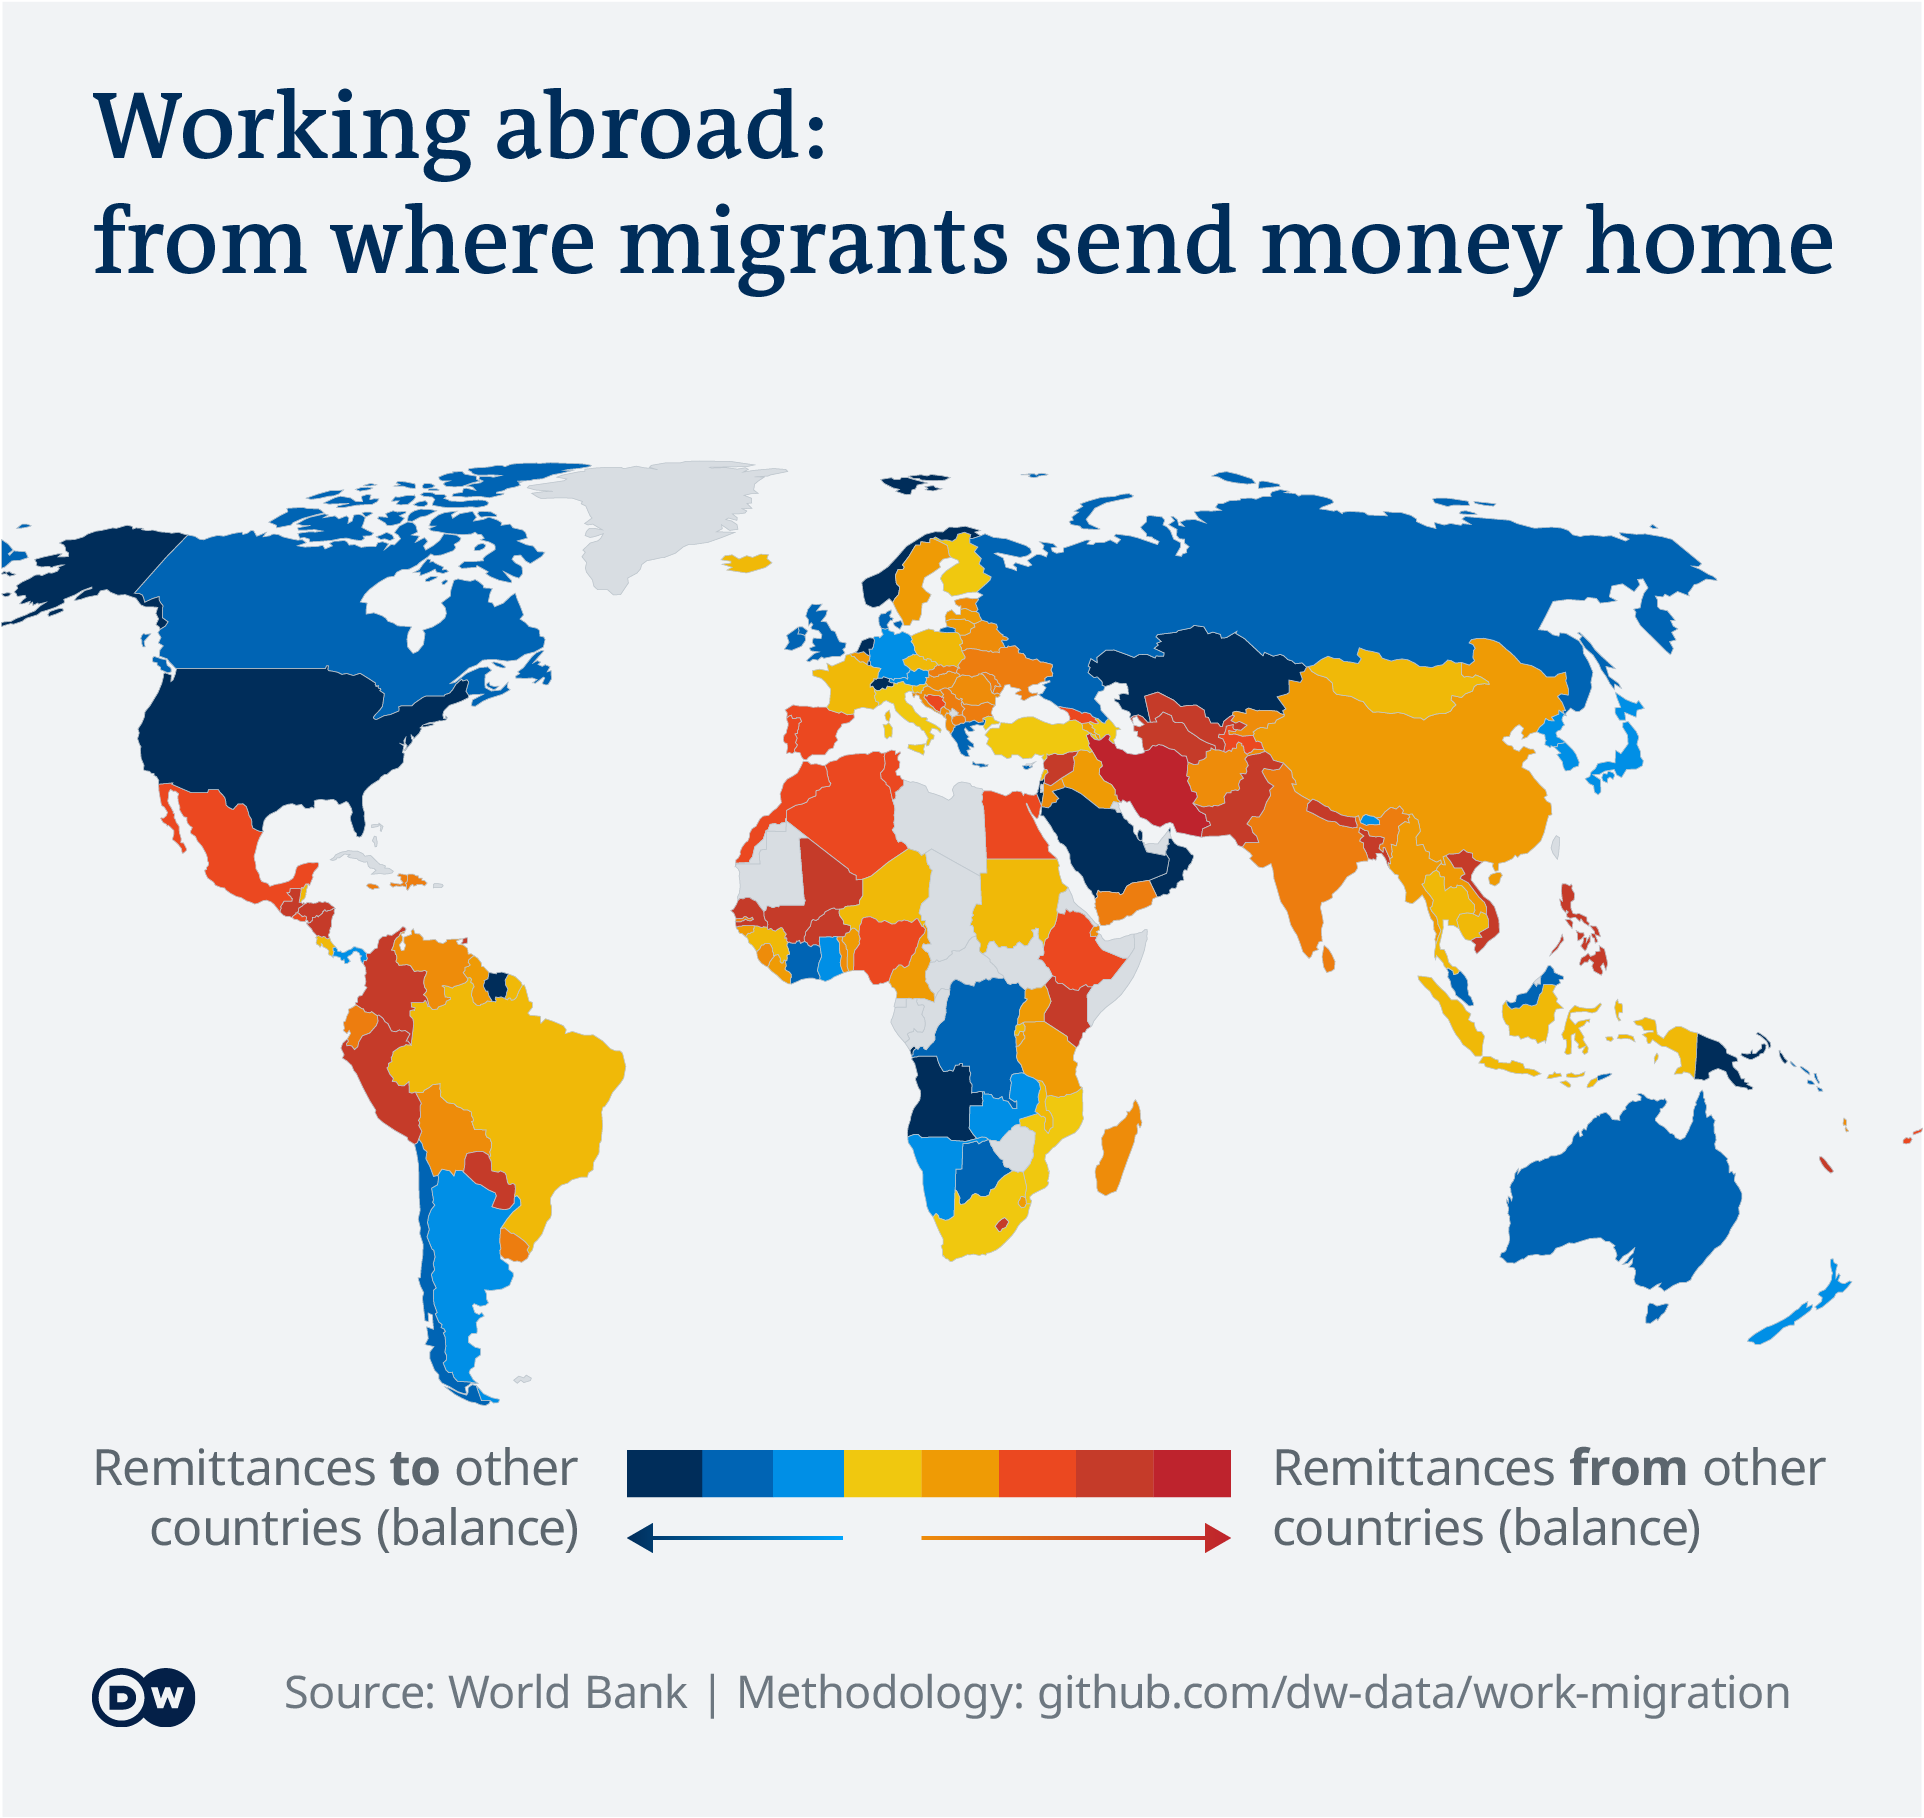 Working abroad:
from where migrants send money home
Remittances to other
countries (balance)
Remittances from other
countries (balance)
DW
Source: World Bank | Methodology: github.com/dw-data/work-migration